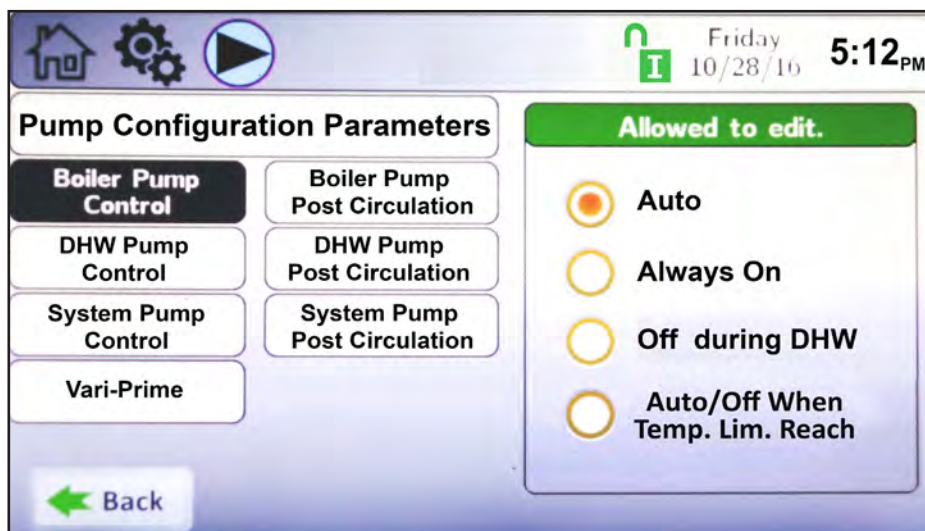 Friday
10/28/16
5:12PM
I
Pump Configuration Parameters
Boiler Pump
Control
Boiler Pump
Post Circulation
DHW Pump
Control
DHW Pump
Post Circulation
System Pump
Control
System Pump
Post Circulation
Vari-Prime
Back
Allowed to edit.
Auto
Always On
Off during DHW
Auto/Off When
Temp. Lim. Reach